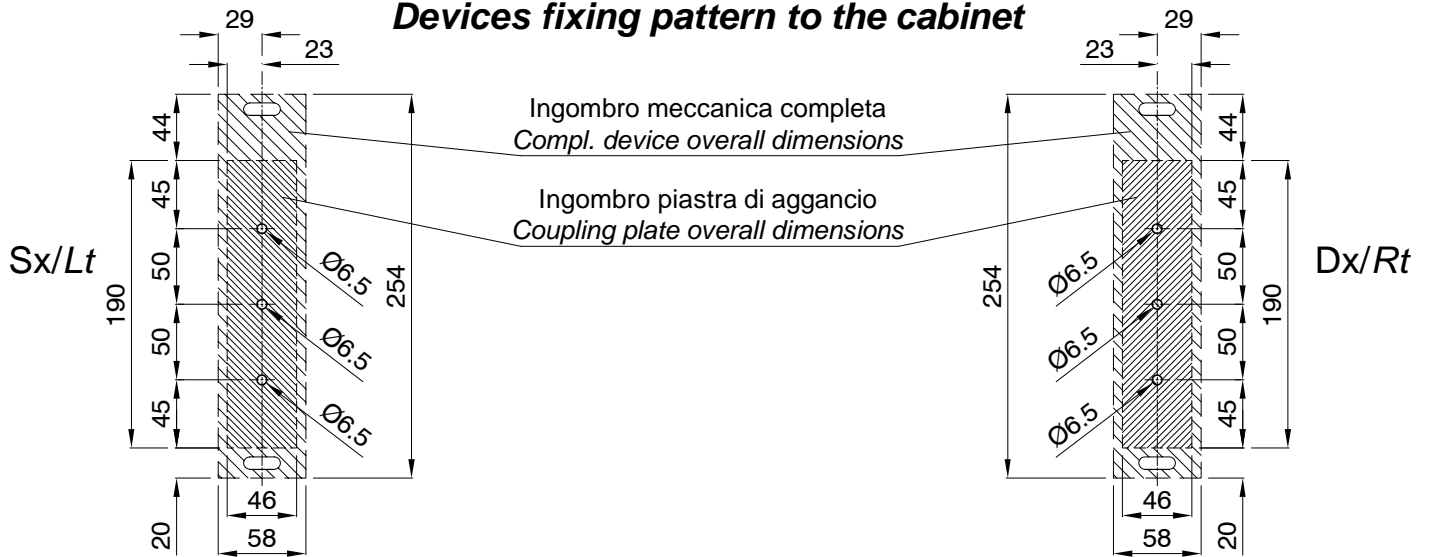 Devices fixing pattern to the cabinet
29
29
23
23
Ingombro meccanica completa
Compl. device overall dimensions
44
44
45
45
Ingombro piastra di aggancio
Coupling plate overall dimensions
Sx/Lt
Dx/Rt
50
Ø6.5
254
254
Ø6.5
50
190
190
50
Ø6.5
Ø6.5
50
45
Ø6.5
Ø6.5
45
46
46
20
58
58
20